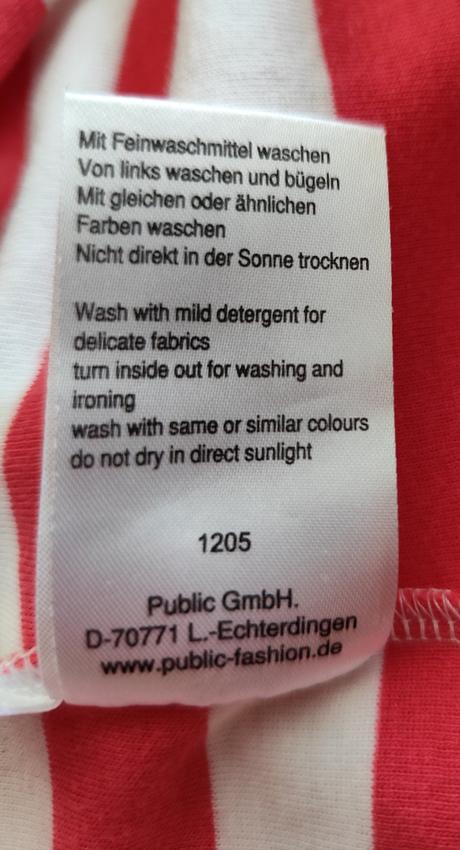 Mit Feinwaschmittel waschen
Von links waschen und bügeln
Mit gleichen oder ähnlichen
Farben waschen
Nicht direkt in der Sonne trocknen
Wash with mild detergent for
delicate fabrics
turn inside out for washing and
ironing
wash with same or similar colours
do not dry in direct sunlight
1205
Public GmbH.
D-70771 L.-Echterdingen
www.public-fashion.de